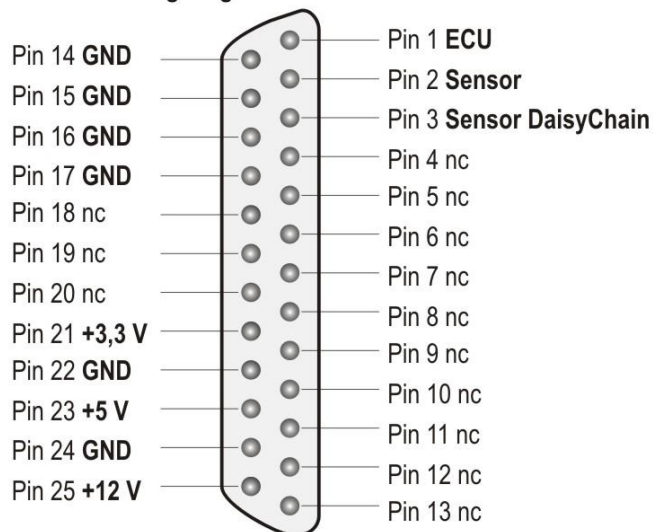 Pin 14 GND
Pin 15 GND
Pin 16 GND
Pin 17 GND
Pin 18 nc
Pin 19 nc
Pin 20 nc
Pin 21 +3,3 V
Pin 22 GND
Pin 23 +5 V
Pin 24 GND
Pin 25 +12 V
Pin 1 ECU
Pin 2 Sensor
Pin 3 Sensor DaisyChain
Pin 4 nc
Pin 5 nc
Pin 6 nc
Pin 7 nc
Pin 8 nc
Pin 9 nc
Pin 10 nc
Pin 11 nc
Pin 12 nc
Pin 13 nc